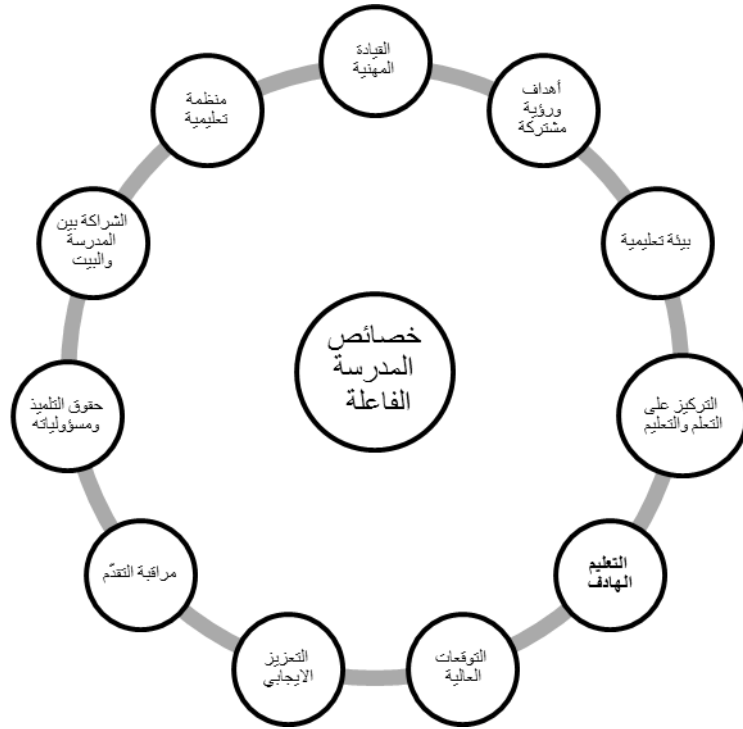 القيادة
المهنية
أهداف
ورؤية
مشتركة
بيئة تعليمية
التركيز على
التعلم والتعليم
التعليم
الهادف
التوقعات
العالية
التعزيز
الايجابي
مراقبة التقدّم
حقوق التلميذ
ومسؤولياته
الشراكة بين
المدرسة
والبيت
منظمة
تعليمية
خصائص
المدرسة
الفاعلة